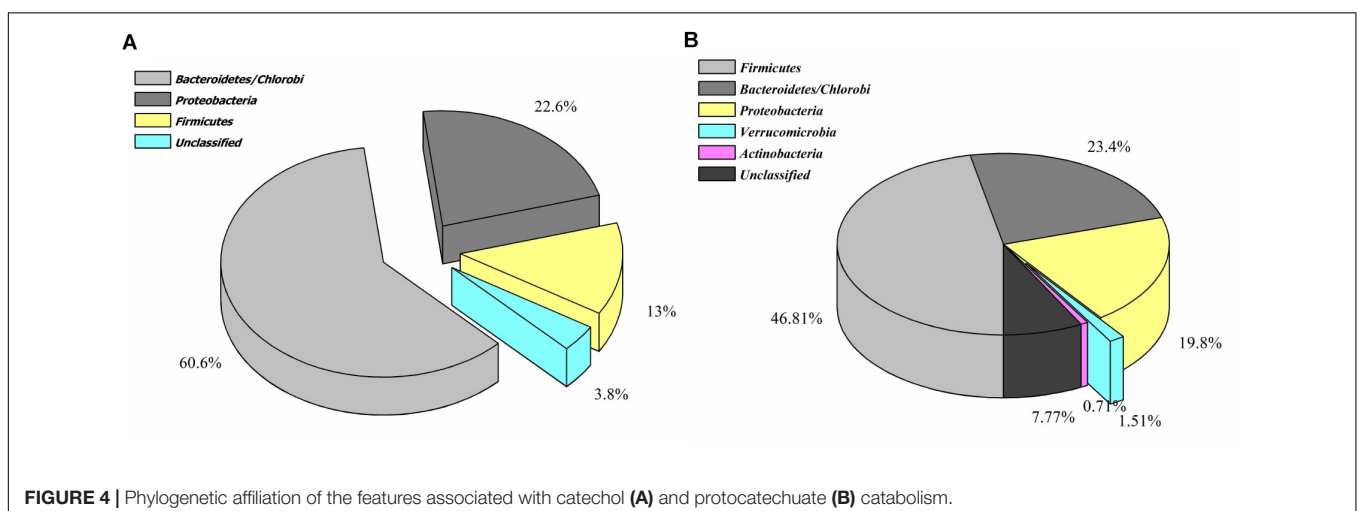 A
Bacteroidetes/Chlorobi
Proteobacteria
Firmicutes
Unclassified
22.6%
13%
3.8%
60.6%
B
Firmicutes
Bacteroidetes/Chlorobi
Proteobacteria
Verrucomicrobia
Actinobacteria
Unclassified
23.4%
46.81%
19.8%
0.71%
7.77%
1.51%
FIGURE 4 | Phylogenetic affiliation of the features associated with catechol (A) and protocatechuate (B) catabolism.